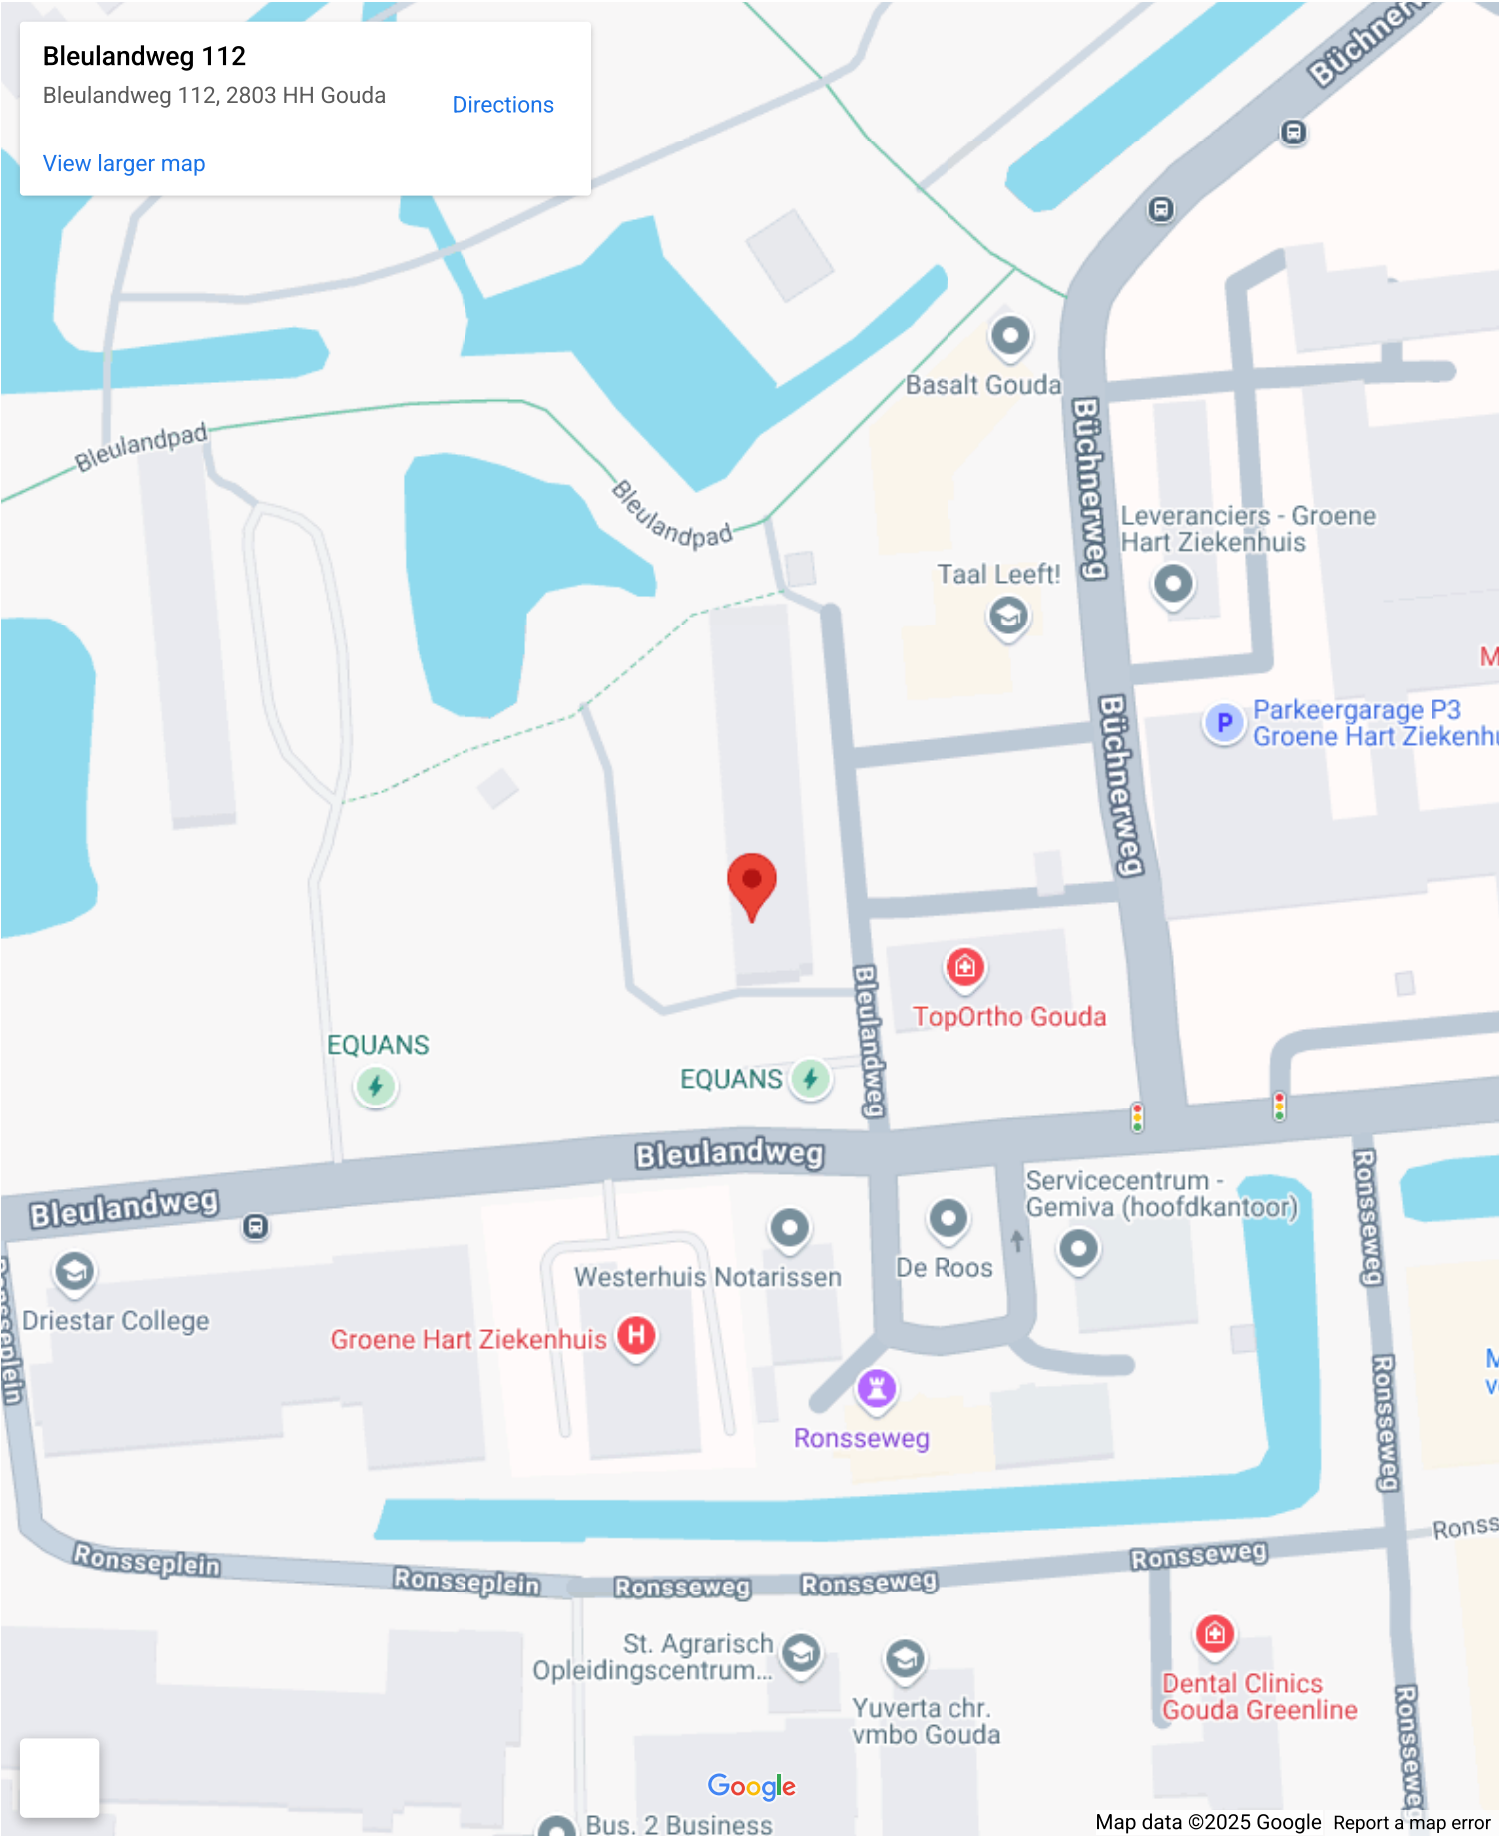 Bleulandweg 112
Bleulandweg 112, 2803 HH Gouda
Directions
View larger map
Büchnerweg
Basalt Gouda
Bleulandpad
Büchnerweg
Bleulandpad
Leveranciers - Groene
Hart Ziekenhuis
Taal Leeft!
M
Parkeergarage P3
Groene Hart Ziekenhu
Büchnerweg
Bleulandweg
TopOrtho Gouda
EQUANS
EQUANS
Bleulandweg
Bleulandweg
Servicecentrum -
Gemiva (hoofdkantoor)
Ronsseweg
De Roos
Westerhuis Notarissen
Driestar College
Groene Hart Ziekenhuis
H
Ronsseplein
M
v
Ronsseweg
Ronsseweg
Ronss
Ronsseweg
Ronsseplein
Ronsseplein
Ronsseweg
Ronsseweg
St. Agrarisch
Opleidingscentrum...
Yuverta chr.
vmbo Gouda
Dental Clinics
Gouda Greenline
Ronsseweg
Google
Bus. 2 Business
Map data ©2025 Google
Report a map error